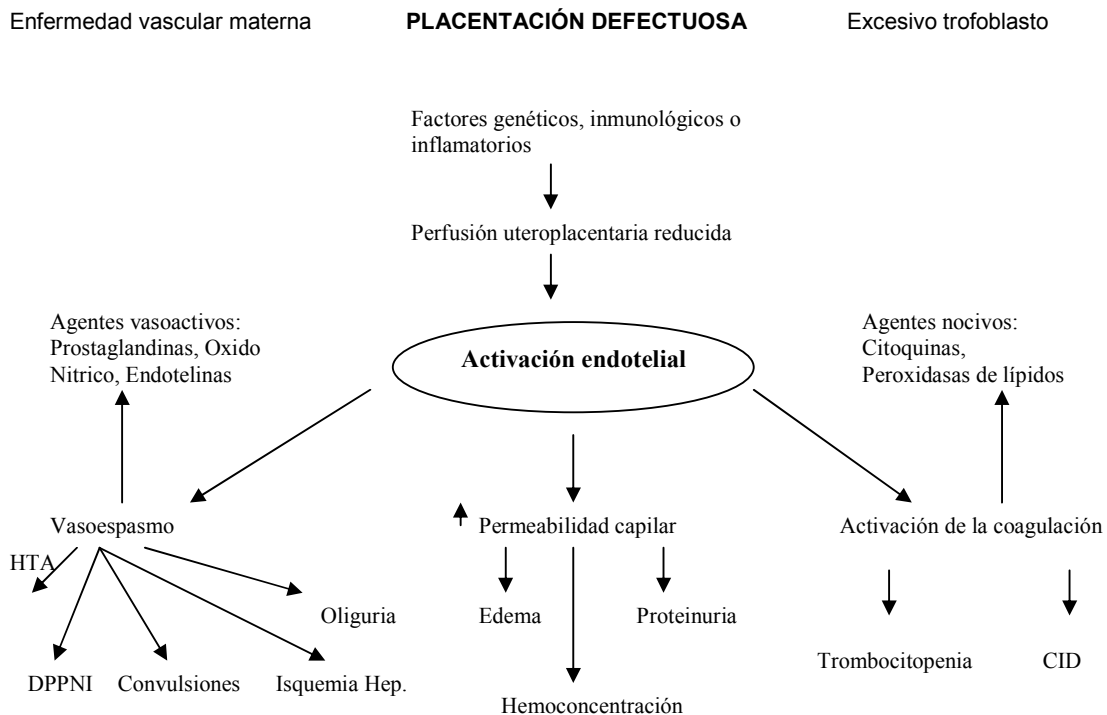 Enfermedad vascular materna
PLACENTACIÓN DEFECTUOSA
Excesivo trofoblasto
Factores genéticos, inmunológicos o
inflamatorios
Perfusión uteroplacentaria reducida
Agentes vasoactivos:
Prostaglandinas, Oxido
Nitrico, Endotelinas
Activación endotelial
Agentes nocivos:
Citoquinas,
Peroxidasas de lípidos
Vasoespasmo
Permeabilidad capilar
Activación de la coagulación
HTA
Oliguria
Edema
Proteinuria
DPPNI
Convulsiones
Isquemia Hep.
Hemoconcentración
Trombocitopenia
CID